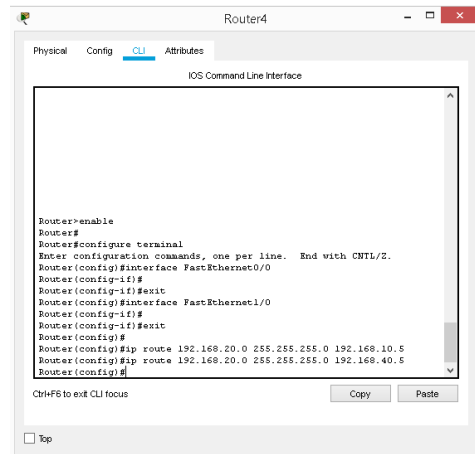 Router4
Physical Config CLI Attributes
IOS Command Line Interface
Router>enable
Router#
Router#configure terminal
Enter configuration commands, one per line. End with CNTL/Z.
Router(config)#interface FastEthernet0/0
Router(config-if)#
Router(config-if)#exit
Router(config)#interface FastEthernet1/0
Router(config-if)#
Router(config-if)#exit
Router(config)#
Router(config)#ip route 192.168.20.0 255.255.255.0 192.168.10.5
Router(config)#ip route 192.168.20.0 255.255.255.0 192.168.40.5
Router(config)#
Ctrl+F6 to exit CLI focus Copy Paste
Top